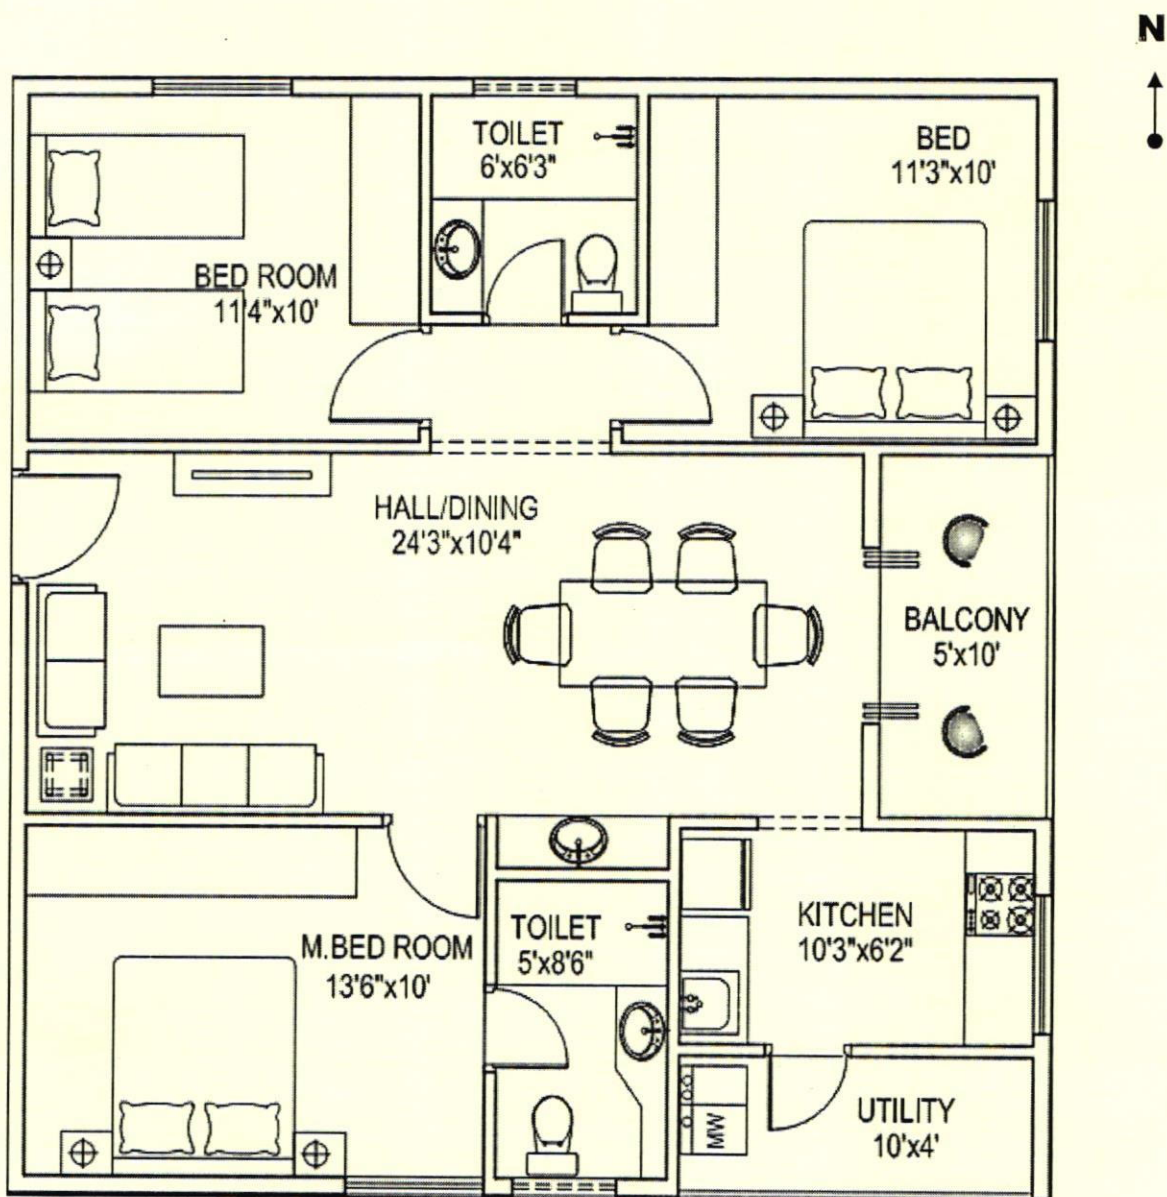 N
TOILET
6'x6'3"
BED
11'3"x10'
BED ROOM
11'4"x10'
HALL/DINING
24'3"x10'4"
BALCONY
5'x10'
KITCHEN
10'3"x6'2"
TOILET
5'x8'6"
M.BED ROOM
13'6"x10'
UTILITY
10'x4'
MW